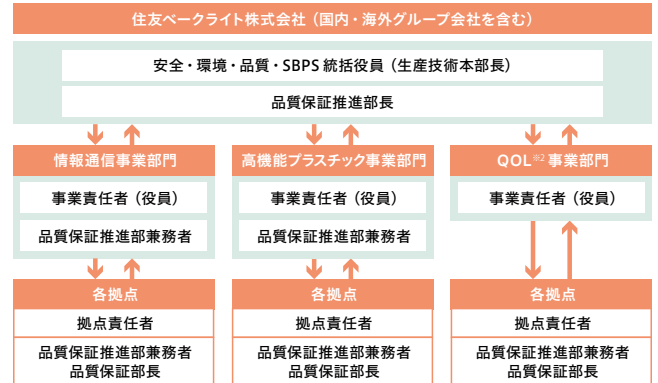 住友ベークライト株式会社（国内・海外グループ会社を含む）
安全・環境・品質・SBPS 統括役員（生産技術本部長）
品質保証推進部長
情報通信事業部門
事業責任者（役員）
品質保証推進部兼務者
高機能プラスチック事業部門
事業責任者（役員）
品質保証推進部兼務者
QOL※2 事業部門
事業責任者（役員）
各拠点
拠点責任者
品質保証推進部兼務者
品質保証部長
各拠点
拠点責任者
品質保証推進部兼務者
品質保証部長
各拠点
拠点責任者
品質保証推進部兼務者
品質保証部長